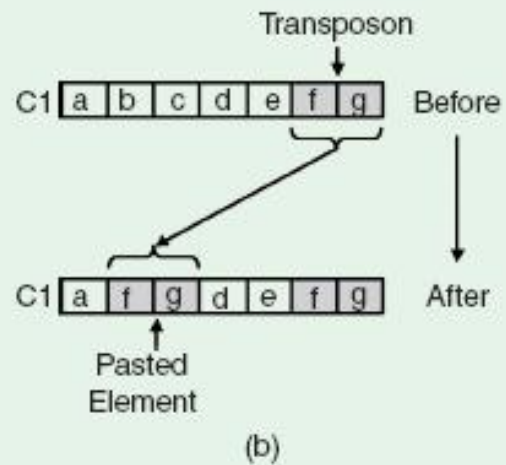 Transposon
C1 a b c d e f g Before
C1 a f g d e f g After
Pasted
Element
(b)